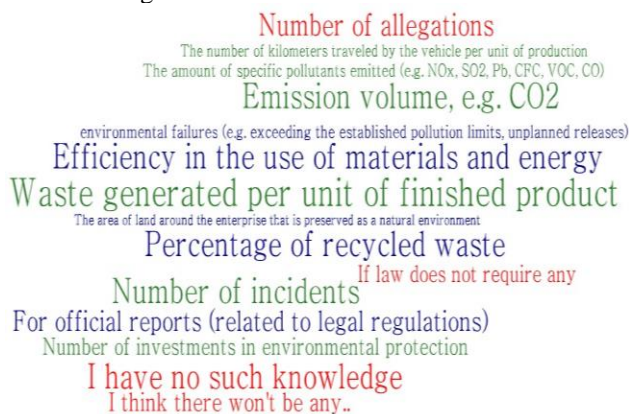 Number of allegations
The number of kilometers traveled by the vehicle per unit of production
The amount of specific pollutants emitted (e.g. NOx, SO2, Pb, CFC, VOC, CO)
Emission volume, e.g. CO2
environmental failures (e.g. exceeding the established pollution limits, unplanned releases)
Efficiency in the use of materials and energy
Waste generated per unit of finished product
The area of land around the enterprise that is preserved as a natural environment
Percentage of recycled waste
If law does not require any
Number of incidents
For official reports (related to legal regulations)
Number of investments in environmental protection
I have no such knowledge
I think there won't be any..